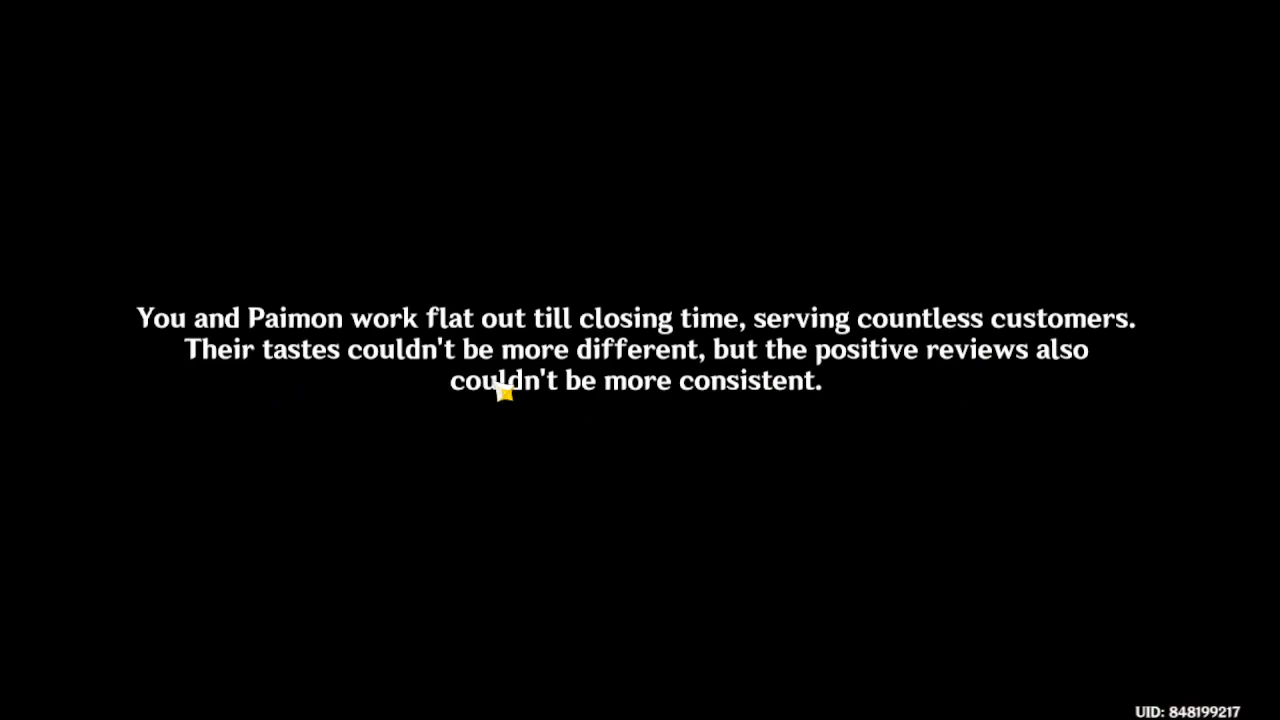 You and Paimon work flat out till closing time, serving countless customers.
Their tastes couldn't be more different, but the positive reviews also
couldn't be more consistent.
UID: 848199217